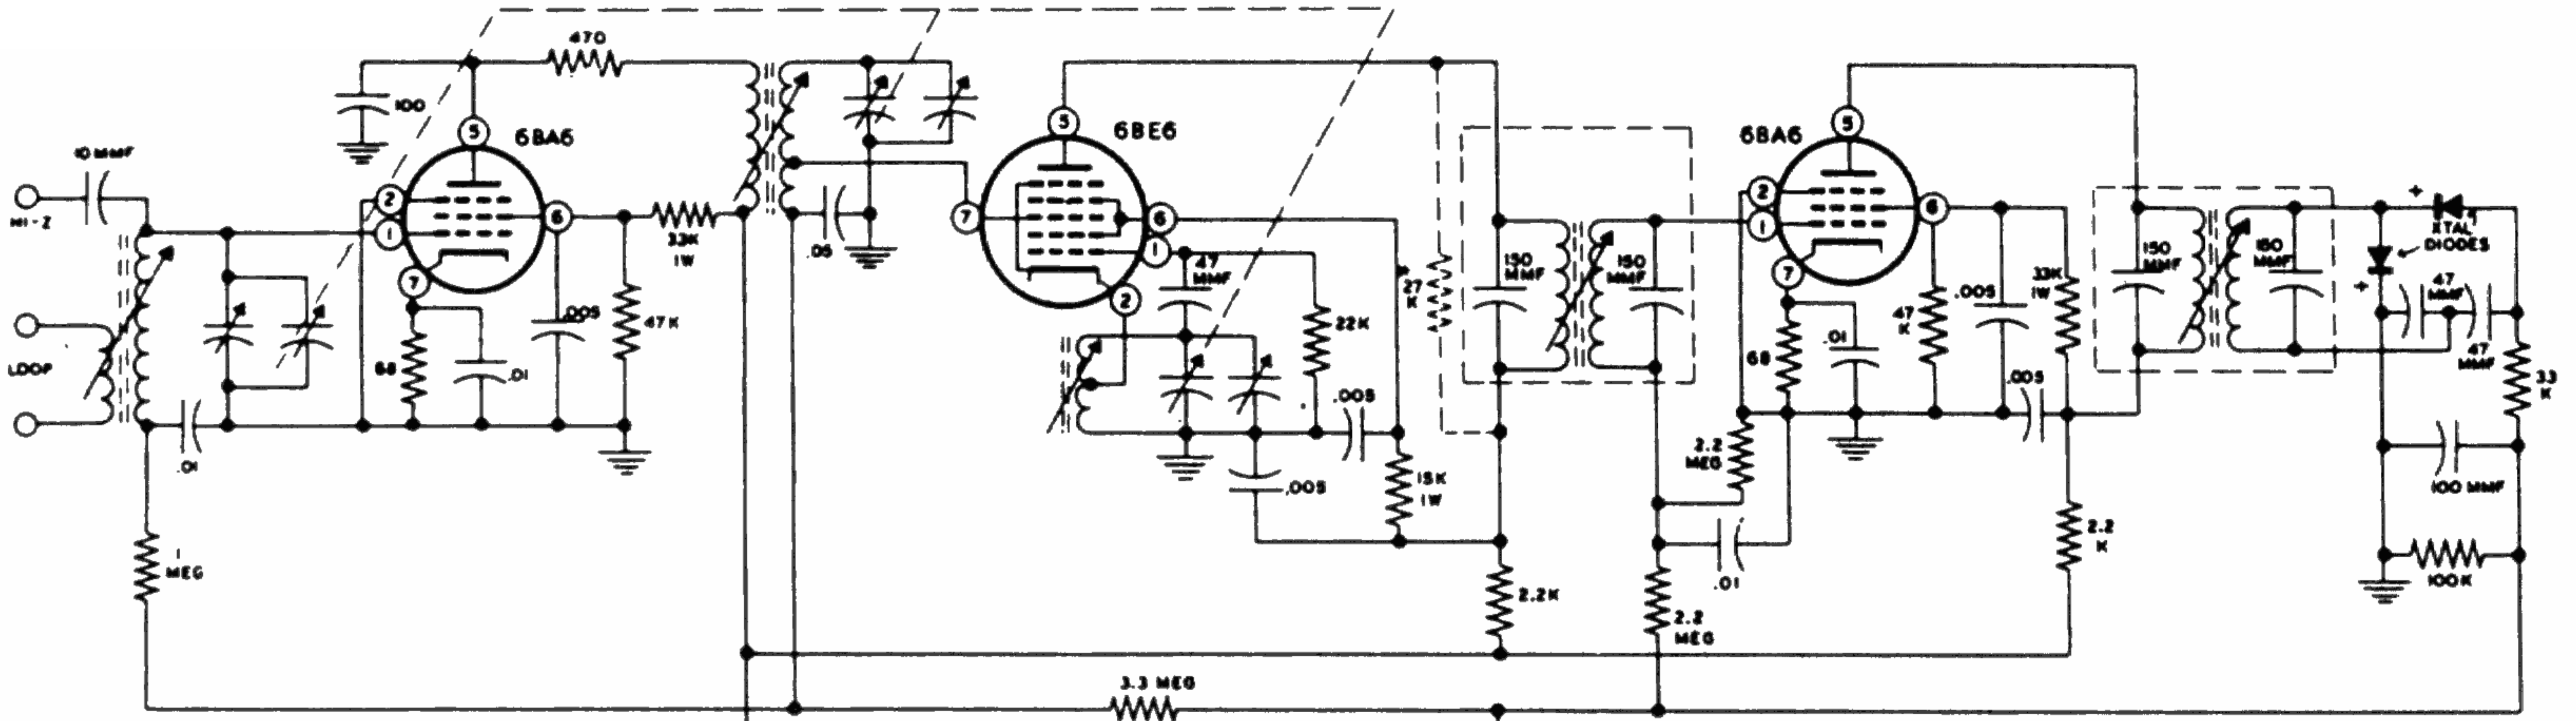 470
100
5
6BA6
10 MMF
HI-Z
2
1
6
7
33K
1W
.05
68
.01
.005
47K
LOOP
.01
1
MEG
5
6BE6
7
6
1
2
47
MMF
22K
.005
.005
15K
1W
27
K
150
MMF
150
MMF
2.2K
3.3 MEG
5
6BA6
2
1
6
7
68
.01
47
K
.005
33K
1W
.005
2.2
MEG
.01
2.2
MEG
2.2
K
150
MMF
150
MMF
+
XTAL
DIODES
+
47
MMF
47
MMF
33
K
100 MMF
100K